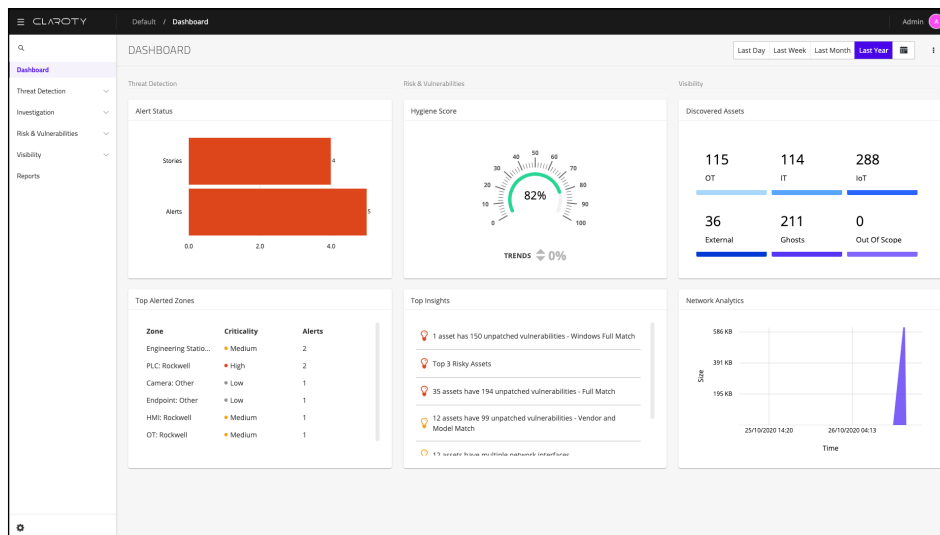 CLAROTY
Default / Dashboard
Admin
A
DASHBOARD
Last Day
Last Week
Last Month
Last Year
Dashboard
Threat Detection
Investigation
Risk & Vulnerabilities
Visibility
Reports
Threat Detection
Risk & Vulnerabilities
Visibility
Alert Status
Stories
4
Alerts
5
0.0 2.0 4.0
Hygiene Score
0 10 20 30 40 50 60 70 80 90 100
82%
TRENDS 0%
Discovered Assets
115 114 288
OT IT IoT
36 211 0
External Ghosts Out Of Scope
Top Alerted Zones
Zone Criticality Alerts
Engineering Statio... Medium 2
PLC: Rockwell High 2
Camera: Other Low 1
Endpoint: Other Low 1
HMI: Rockwell Medium 1
OT: Rockwell Medium 1
Top Insights
1 asset has 150 unpatched vulnerabilities - Windows Full Match
Top 3 Risky Assets
35 assets have 194 unpatched vulnerabilities - Full Match
12 assets have 99 unpatched vulnerabilities - Vendor and
Model Match
12 assets have multiple network interfaces
Network Analytics
586 KB
391 KB
195 KB
Size
25/10/2020 14:20 26/10/2020 04:13
Time